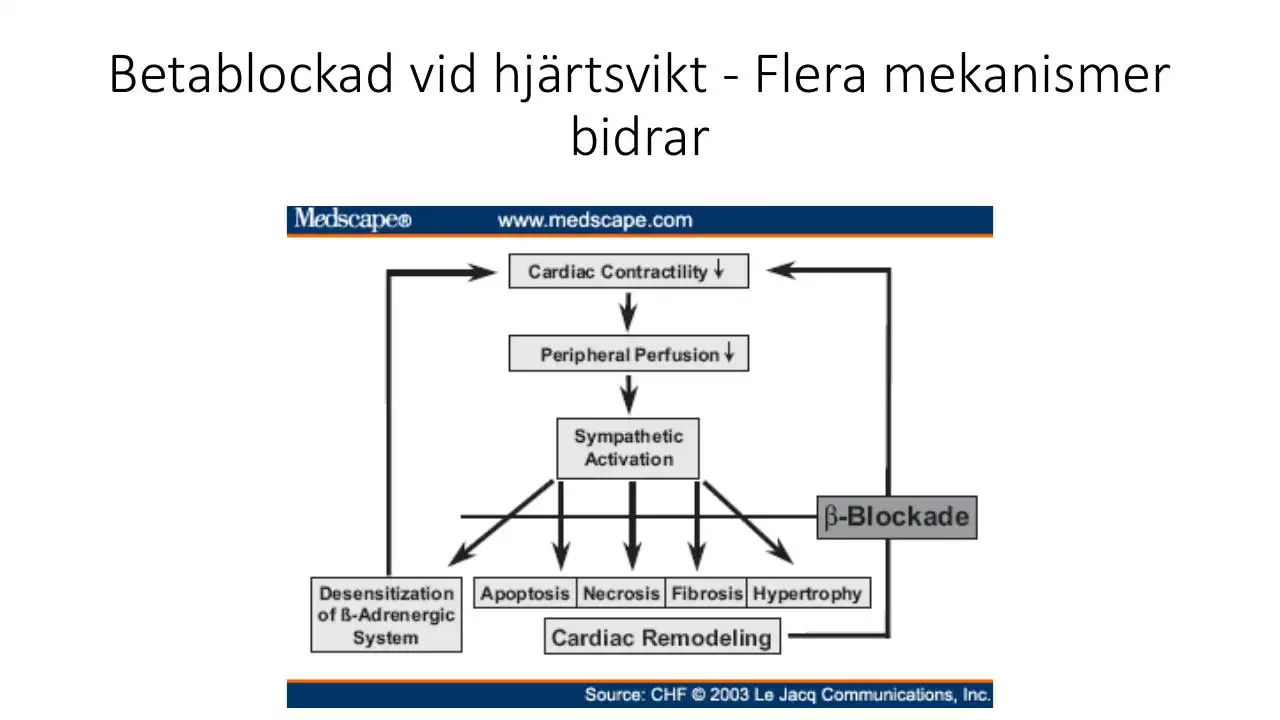 Betablockad vid hjärtsvikt - Flera mekanismer
bidrar
Medscape® www.medscape.com
Cardiac Contractility ↓
Peripheral Perfusion ↓
Sympathetic
Activation
β-Blockade
Desensitization
of ß-Adrenergic
System
Apoptosis Necrosis Fibrosis Hypertrophy
Cardiac Remodeling
Source: CHF © 2003 Le Jacq Communications, Inc.